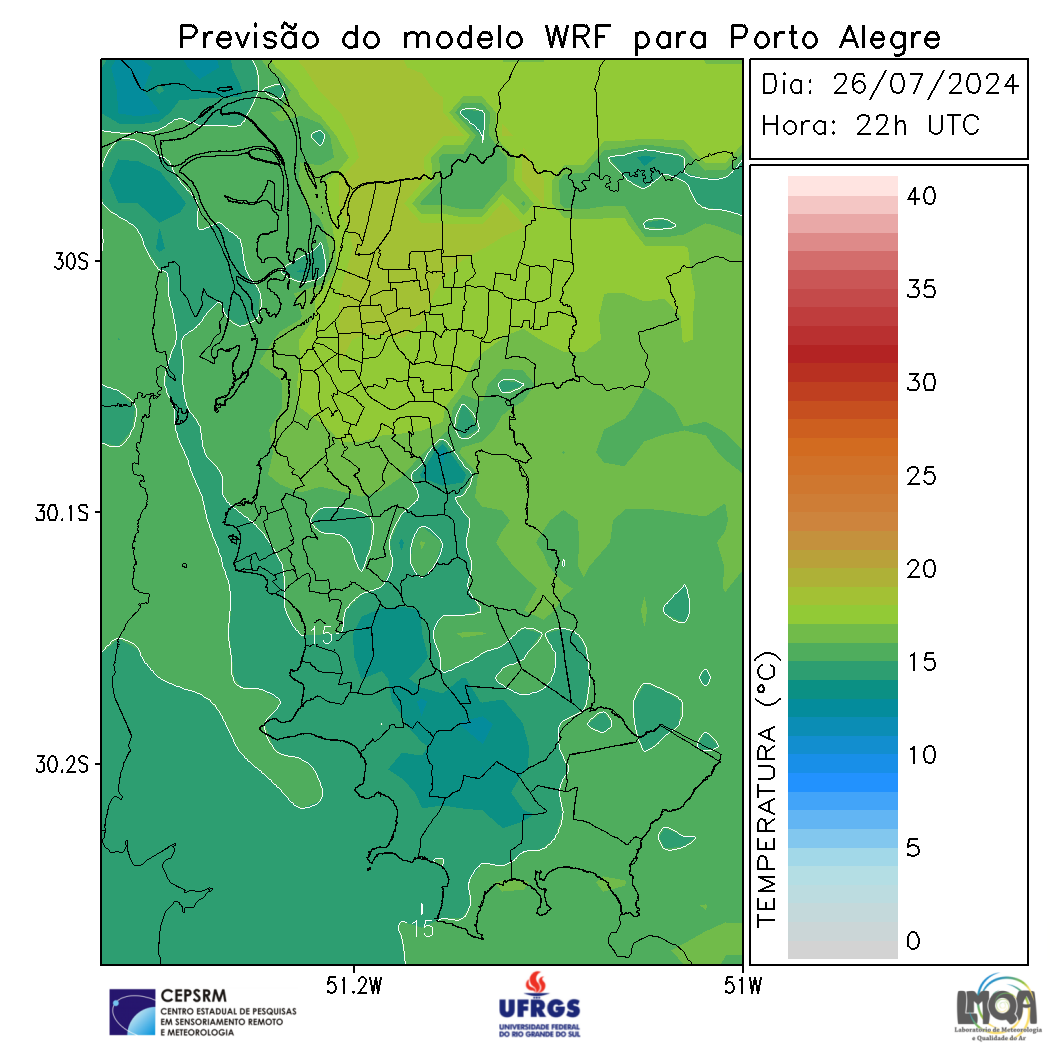 Previsão do modelo WRF para Porto Alegre
Dia: 26/07/2024
Hora: 22h UTC
30S
30.1S
30.2S
51.2W
51W
15
15
TEMPERATURA (°C)
40
35
30
25
20
15
10
5
0
CEPSRM
CENTRO ESTADUAL DE PESQUISAS
EM SENSORIAMENTO REMOTO
E METEOROLOGIA
UFRGS
UNIVERSIDADE FEDERAL
DO RIO GRANDE DO SUL
LMQA
Laboratório de Meteorologia
e Qualidade do Ar